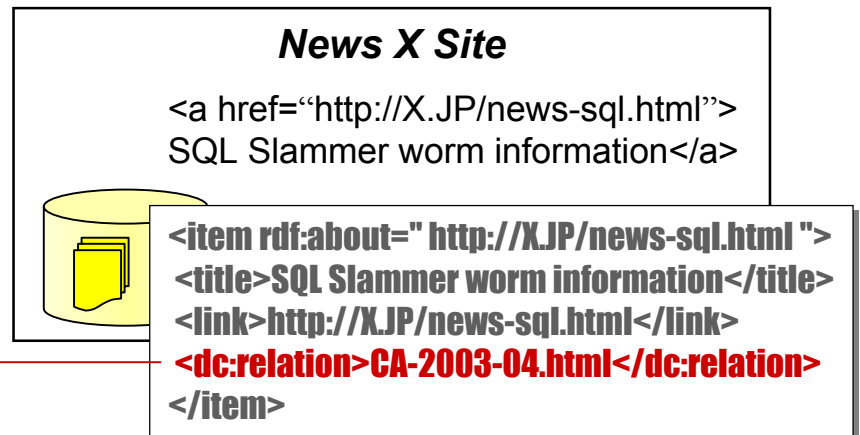 News X Site
<a href=“http://X.JP/news-sql.html”>
SQL Slammer worm information</a>
<item rdf:about=" http://X.JP/news-sql.html ">
<title>SQL Slammer worm information</title>
<link>http://X.JP/news-sql.html</link>
<dc:relation>CA-2003-04.html</dc:relation>
</item>